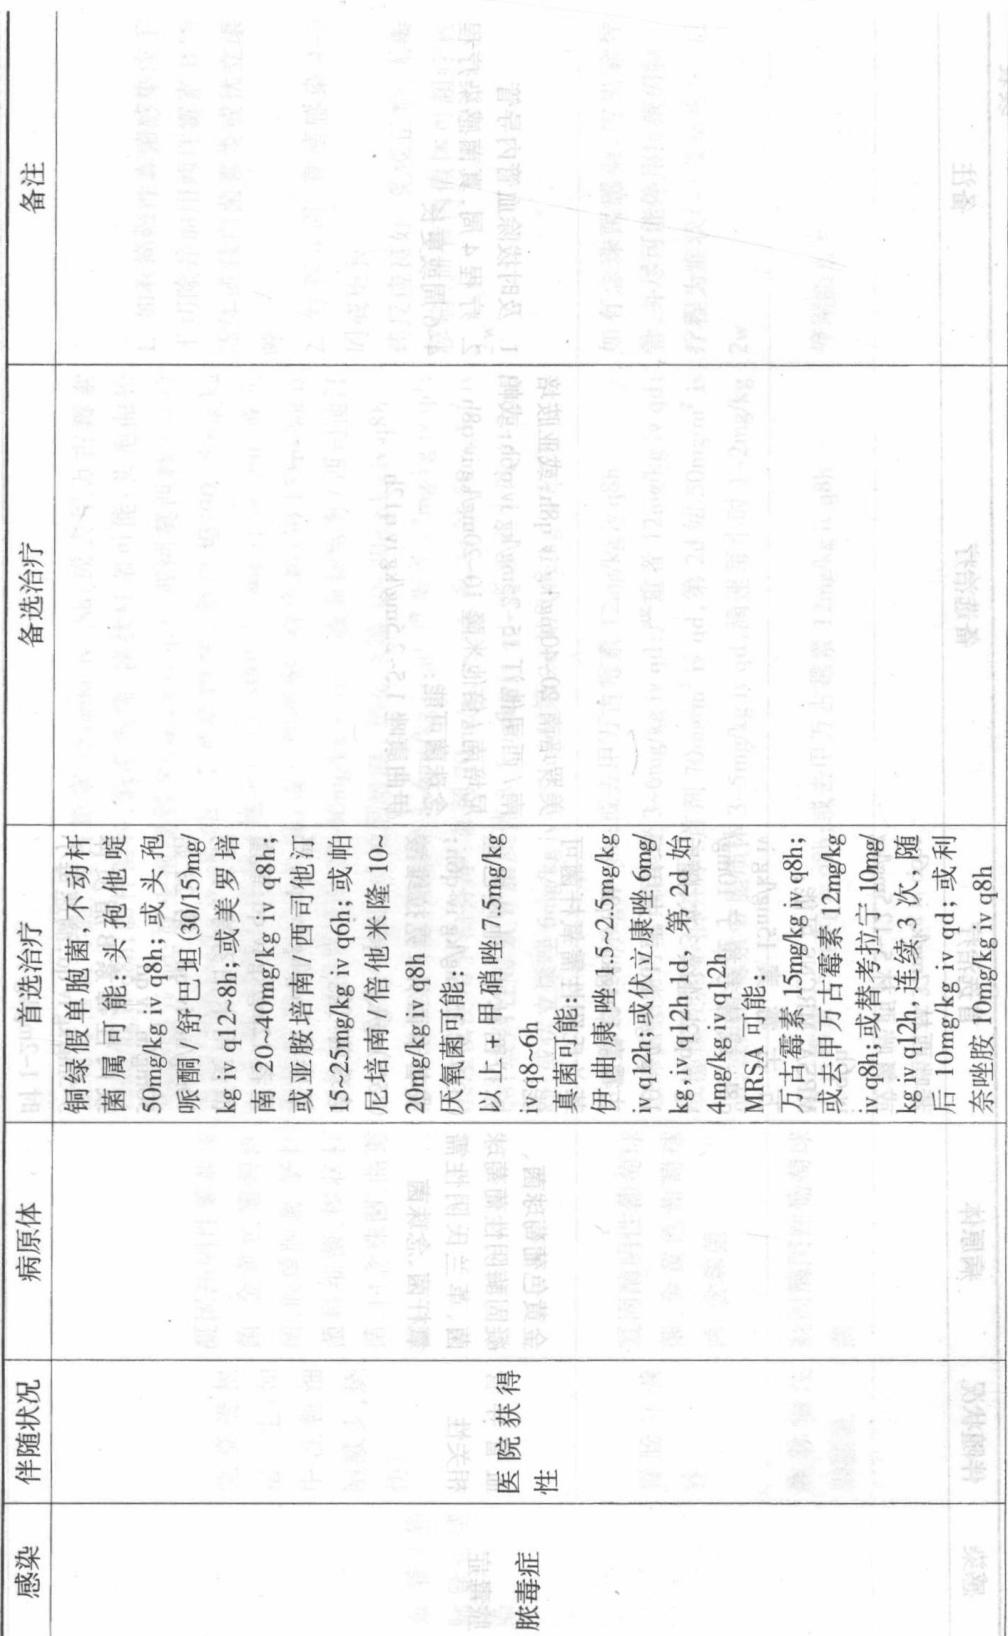 感染
伴随状况
病原体
首选治疗
备选治疗
备注
脓毒症
医院获得
性
铜绿假单胞菌,不动杆
菌属可能:头孢他啶
50mg/kg iv q8h; 或头孢
哌酮/舒巴坦(30/15)mg/
kg iv q12~8h; 或美罗培
南 20~40mg/kg iv q8h;
或亚胺培南/西司他汀
15~25mg/kg iv q6h; 或帕
尼培南/倍他米隆 10~
20mg/kg iv q8h
厌氧菌可能:
以上+甲硝唑 7.5mg/kg
iv q8~6h
真菌可能:
伊曲康唑 1.5~2.5mg/kg
iv q12h; 或伏立康唑 6mg/
kg,iv q12h 1d, 第 2d 始
4mg/kg iv q12h
MRSA 可能:
万古霉素 15mg/kg iv q8h;
或去甲万古霉素 12mg/kg
iv q8h; 或替考拉宁 10mg/
kg iv q12h, 连续 3 次, 随
后 10mg/kg iv qd; 或利
奈唑胺 10mg/kg iv q8h